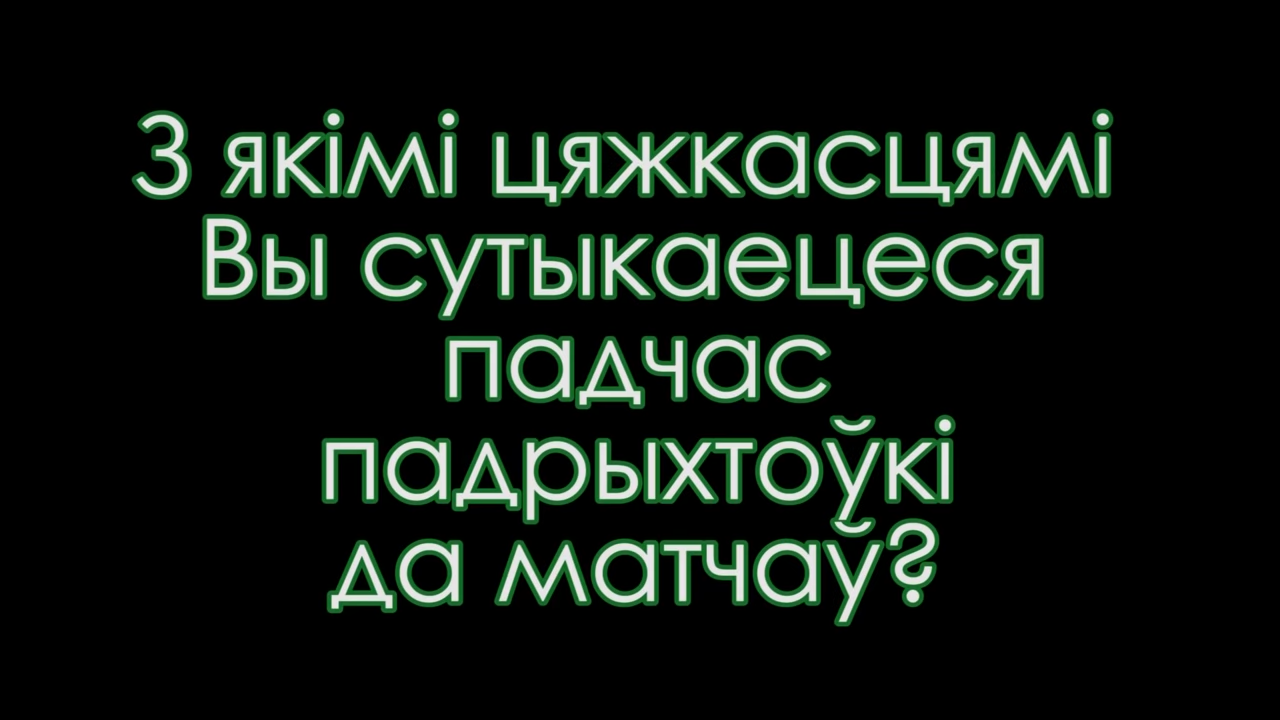 З якімі цяжкасцямі
Вы сутыкаецеся
падчас
падрыхтоўкі
да матчаў?